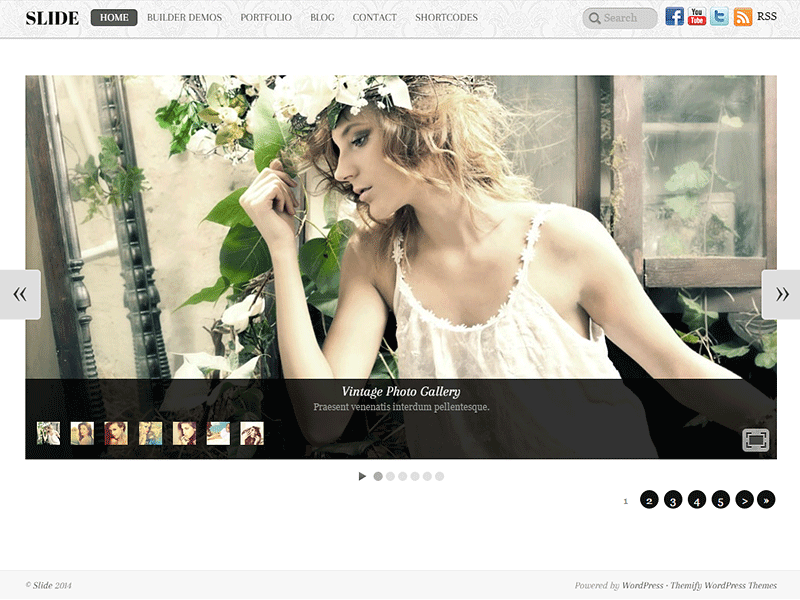 SLIDE HOME BUILDER DEMOS PORTFOLIO BLOG CONTACT SHORTCODES Search You Tube RSS
« »
Vintage Photo Gallery
Praesent venenatis interdum pellentesque.
1 2 3 4 5 > »
© Slide 2014 Powered by WordPress • Themify WordPress Themes